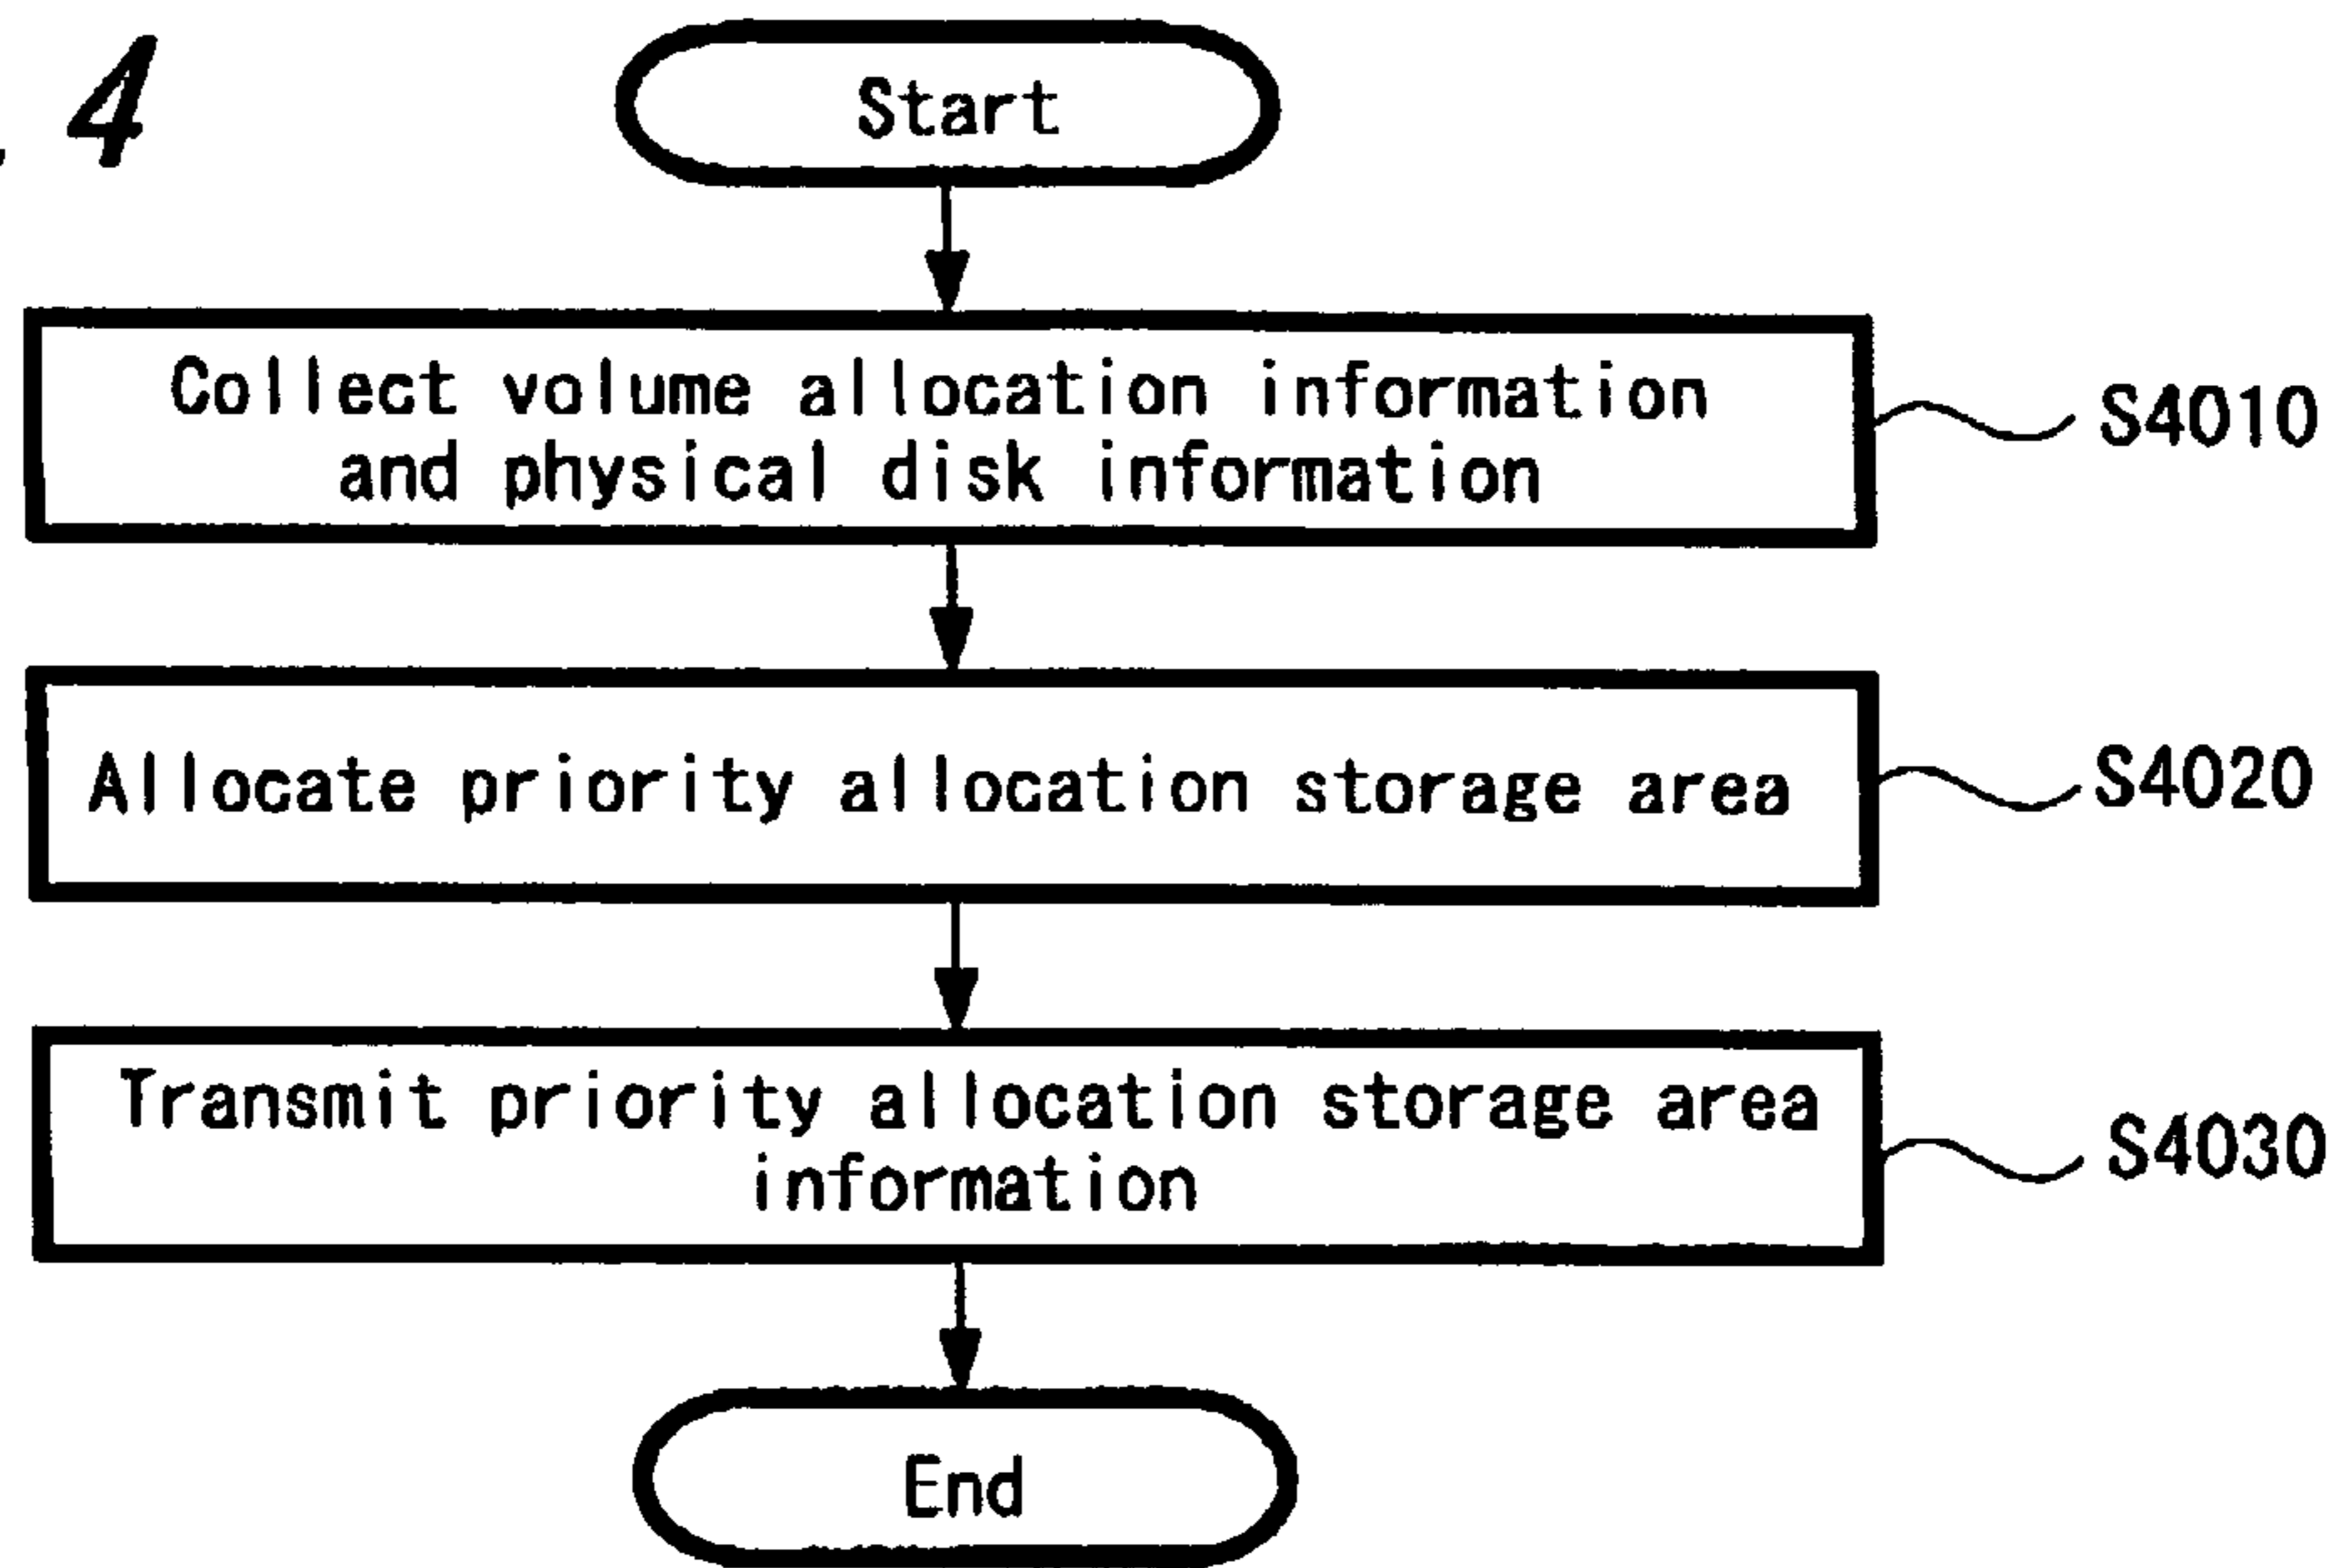 4
Start
Collect volume allocation information
and physical disk information
S4010
Allocate priority allocation storage area
S4020
Transmit priority allocation storage area
information
S4030
End